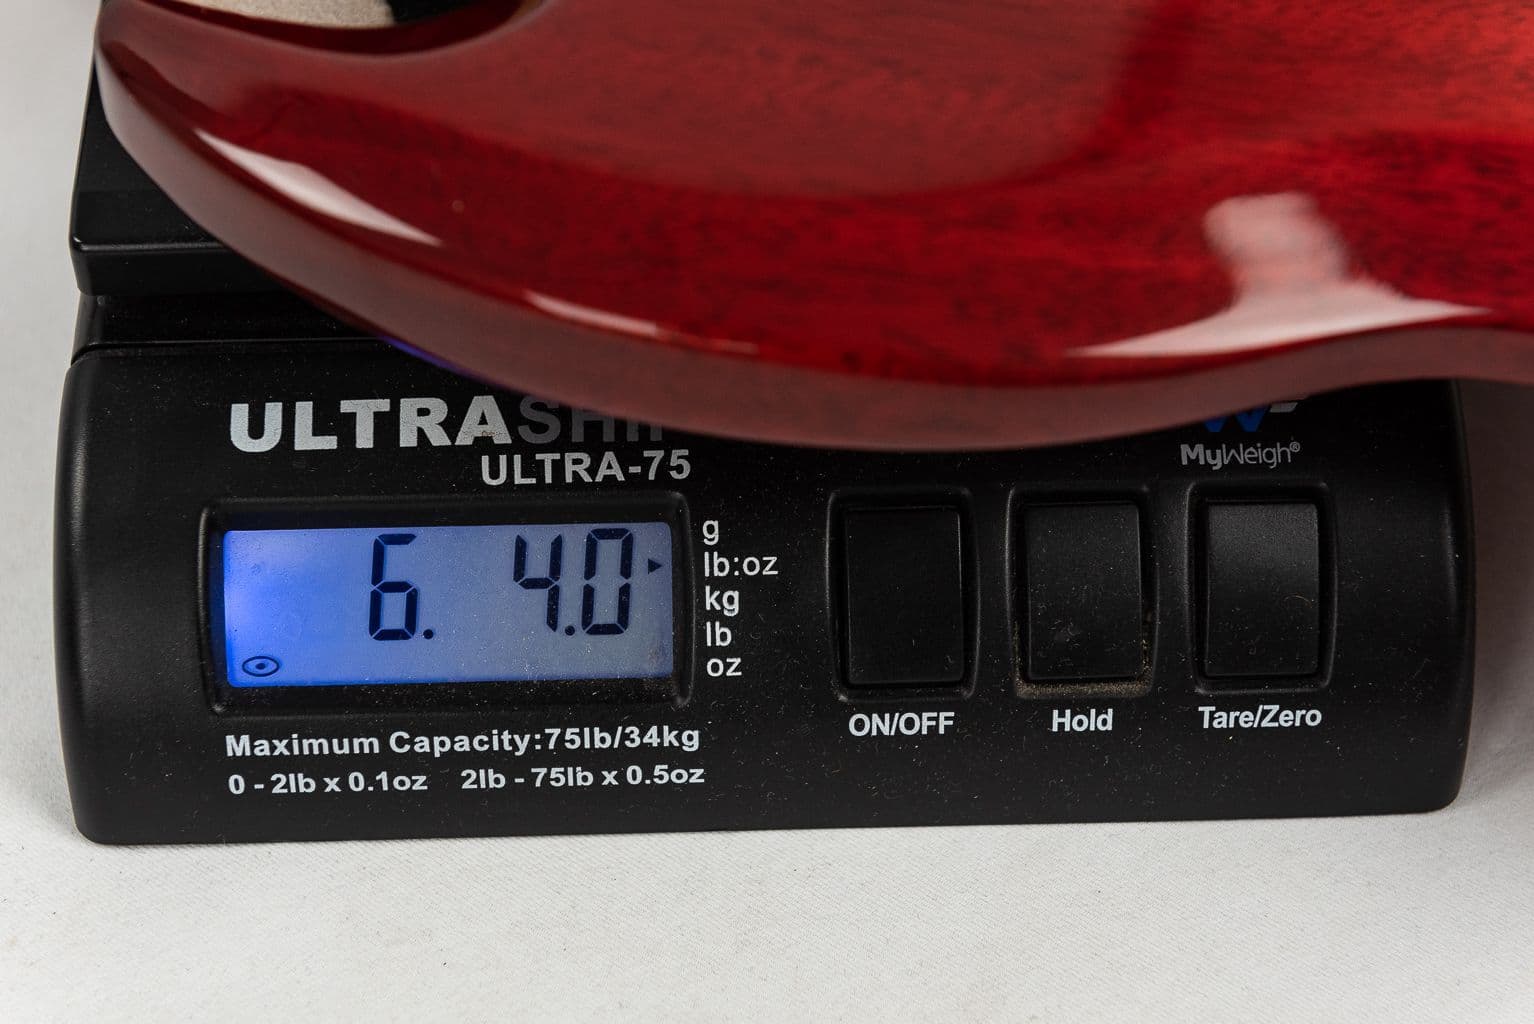 ULTRASHIP
ULTRA-75
MyWeigh®
6. 4.0
g
lb:oz
kg
lb
oz
ON/OFF
Hold
Tare/Zero
Maximum Capacity:75lb/34kg
0 - 2lb x 0.1oz 2lb - 75lb x 0.5oz